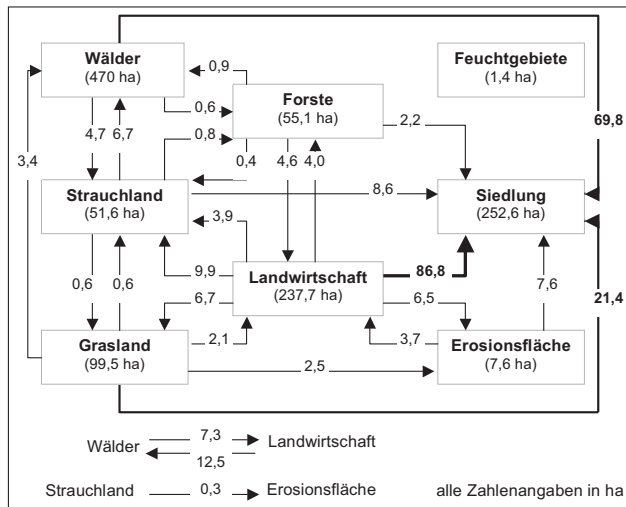 Wälder
(470 ha)
Feuchtgebiete
(1,4 ha)
0,9
Forste
(55,1 ha)
0,6
2,2
69,8
4,7
6,7
0,8
3,4
0,4
4,6
4,0
Strauchland
(51,6 ha)
8,6
Siedlung
(252,6 ha)
3,9
9,9
Landwirtschaft
(237,7 ha)
86,8
0,6
0,6
6,7
6,5
7,6
21,4
Grasland
(99,5 ha)
2,1
3,7
Erosionsfläche
(7,6 ha)
2,5
Wälder
7,3
12,5
Landwirtschaft
Strauchland
0,3
Erosionsfläche
alle Zahlenangaben in ha